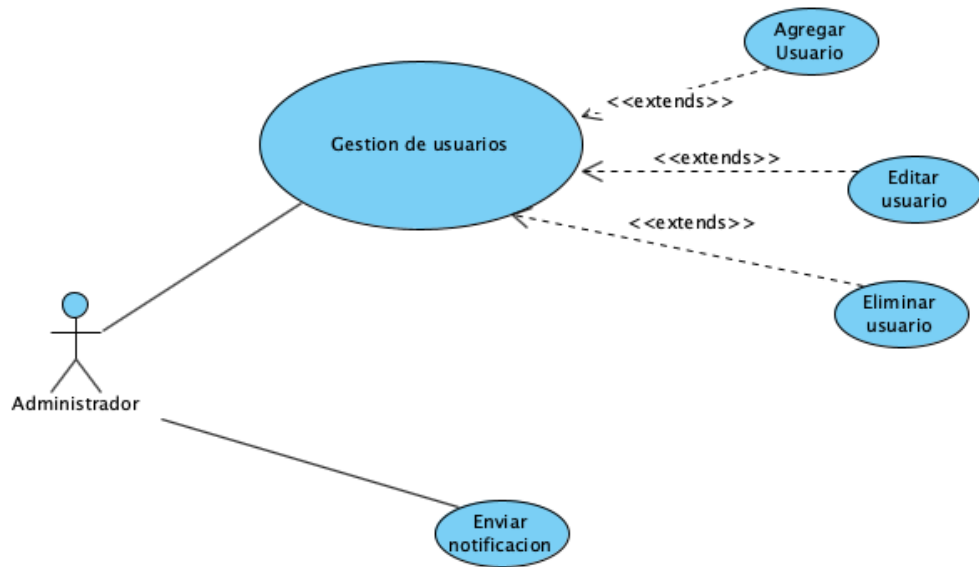 Agregar
Usuario
<<extends>>
Gestion de usuarios
<<extends>>
Editar
usuario
<<extends>>
Eliminar
usuario
Administrador
Enviar
notificacion